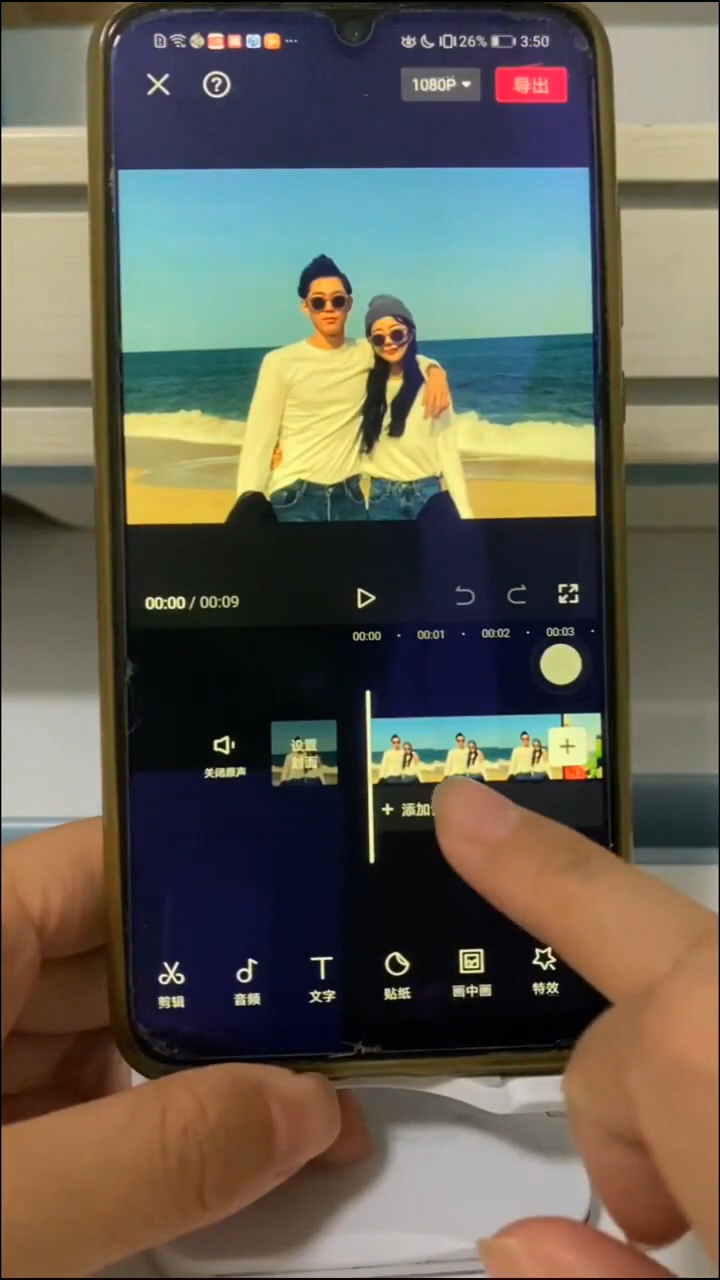 26% 3:50
1080P 导出
00:00 / 00:09
00:00 00:01 00:02 00:03
设置
封面
关闭原声
+ 添加
剪辑 音频 文字 贴纸 画中画 特效